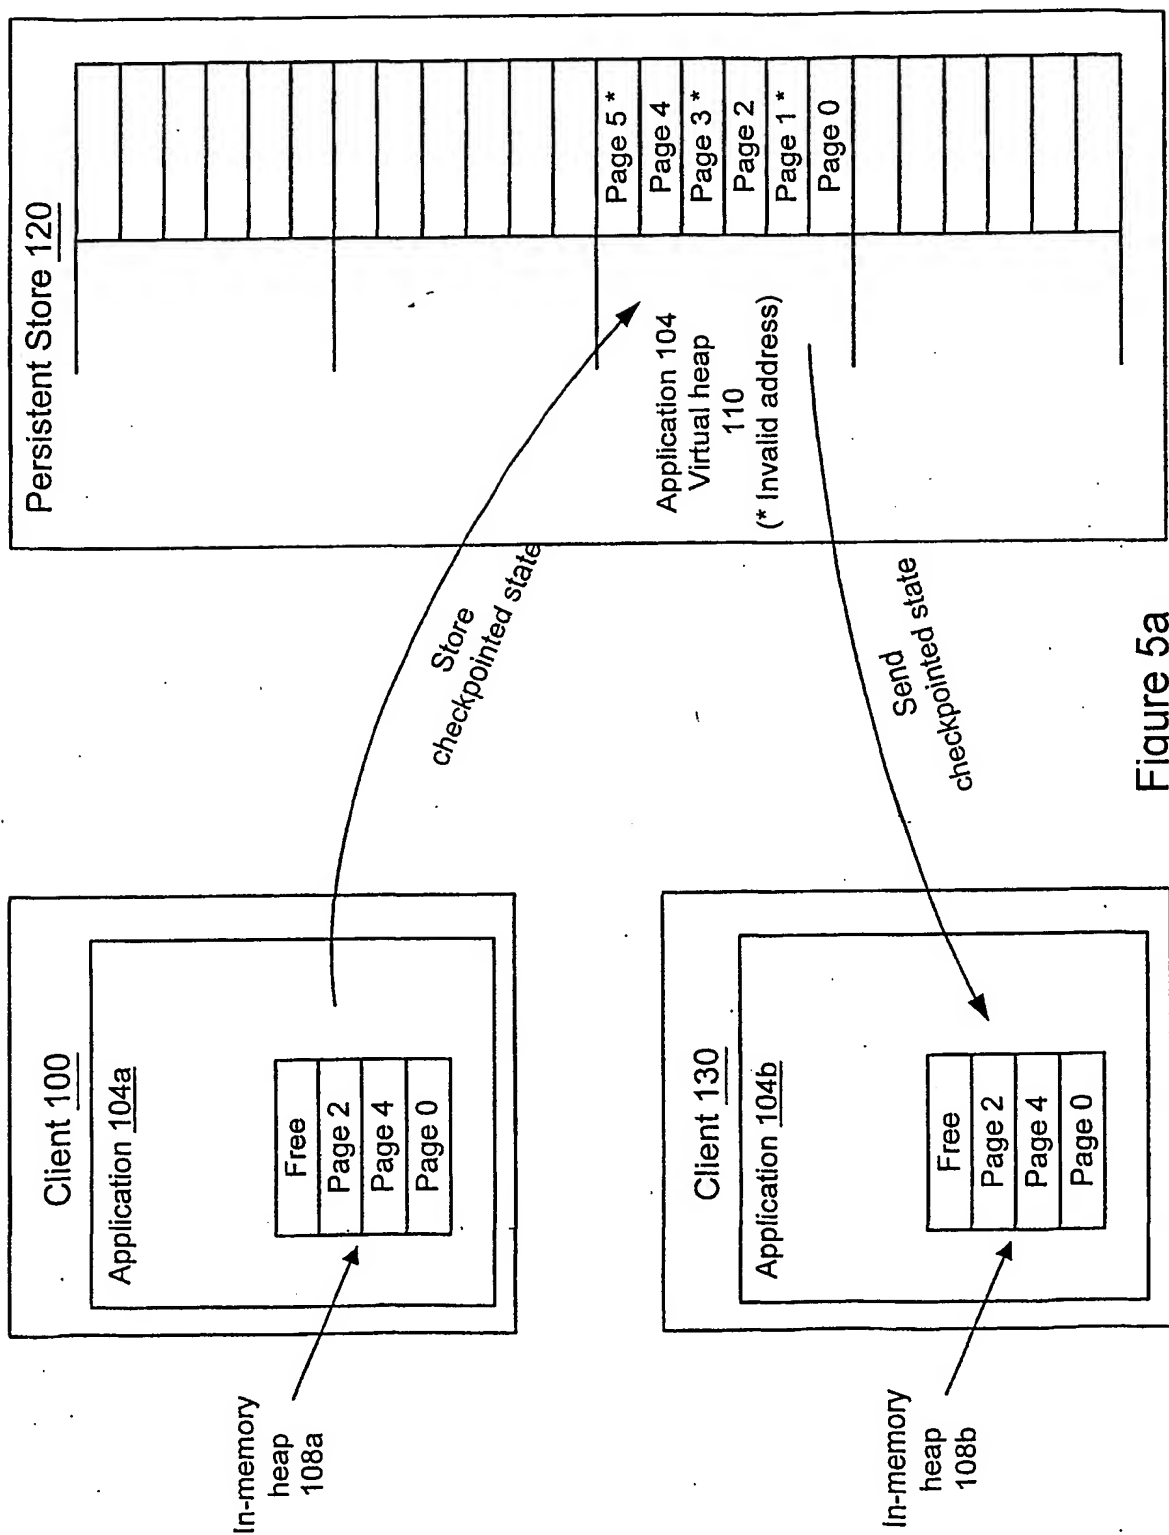 Persistent Store 120
Page 5 *
Page 4
Page 3 *
Page 2
Page 1 *
Page 0
Application 104
Virtual heap
110
(* Invalid address)
Store
checkpointed state
Send
checkpointed state
Client 100
Application 104a
Free
Page 2
Page 4
Page 0
In-memory
heap
108a
Client 130
Application 104b
Free
Page 2
Page 4
Page 0
In-memory
heap
108b
Figure 5a